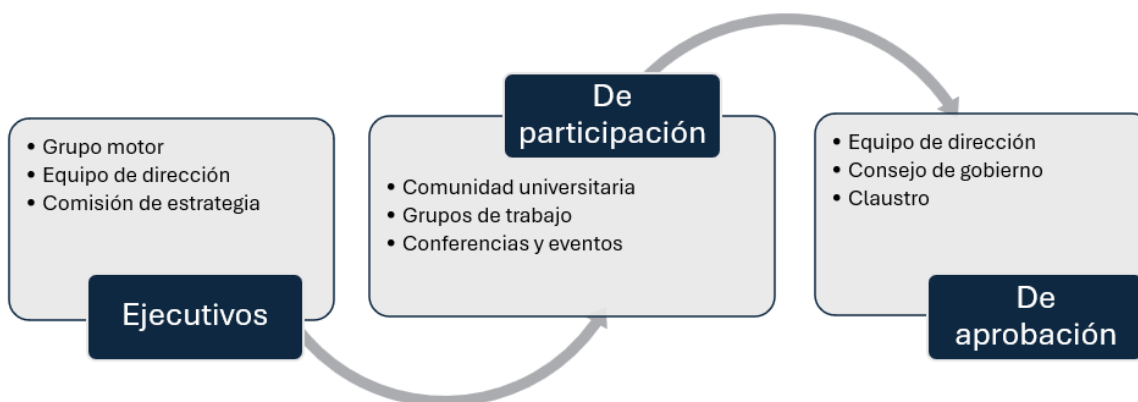 • Grupo motor
• Equipo de dirección
• Comisión de estrategia
Ejecutivos
De
participación
• Comunidad universitaria
• Grupos de trabajo
• Conferencias y eventos
• Equipo de dirección
• Consejo de gobierno
• Claustro
De
aprobación